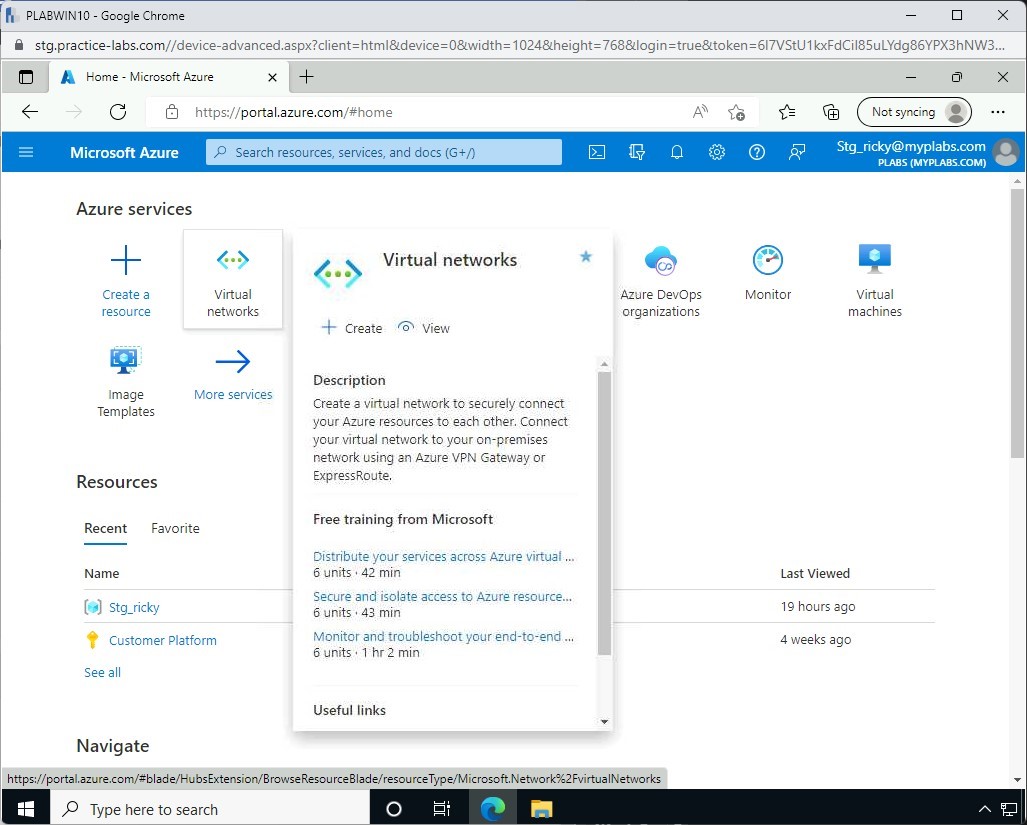 PLABWIN10 - Google Chrome
stg.practice-labs.com//device-advanced.aspx?client=html&device=0&width=1024&height=768&login=true&token=6I7VStU1kxFdCiI85uLYdg86YPX3hNW3...
Home - Microsoft Azure
https://portal.azure.com/#home
Not syncing
Microsoft Azure
Search resources, services, and docs (G+/)
Stg_ricky@myplabs.com
PLABS (MYPLABS.COM)
Azure services
Create a
resource
Virtual
networks
Virtual networks
Create
View
Azure DevOps
organizations
Monitor
Virtual
machines
Image
Templates
More services
Description
Create a virtual network to securely connect
your Azure resources to each other. Connect
your virtual network to your on-premises
network using an Azure VPN Gateway or
ExpressRoute.
Free training from Microsoft
Distribute your services across Azure virtual ...
6 units · 42 min
Secure and isolate access to Azure resource...
6 units · 43 min
Monitor and troubleshoot your end-to-end ...
6 units · 1 hr 2 min
Useful links
Resources
Recent
Favorite
Name
Last Viewed
Stg_ricky
19 hours ago
Customer Platform
4 weeks ago
See all
Navigate
https://portal.azure.com/#blade/HubsExtension/BrowseResourceBlade/resourceType/Microsoft.Network%2FvirtualNetworks
Type here to search